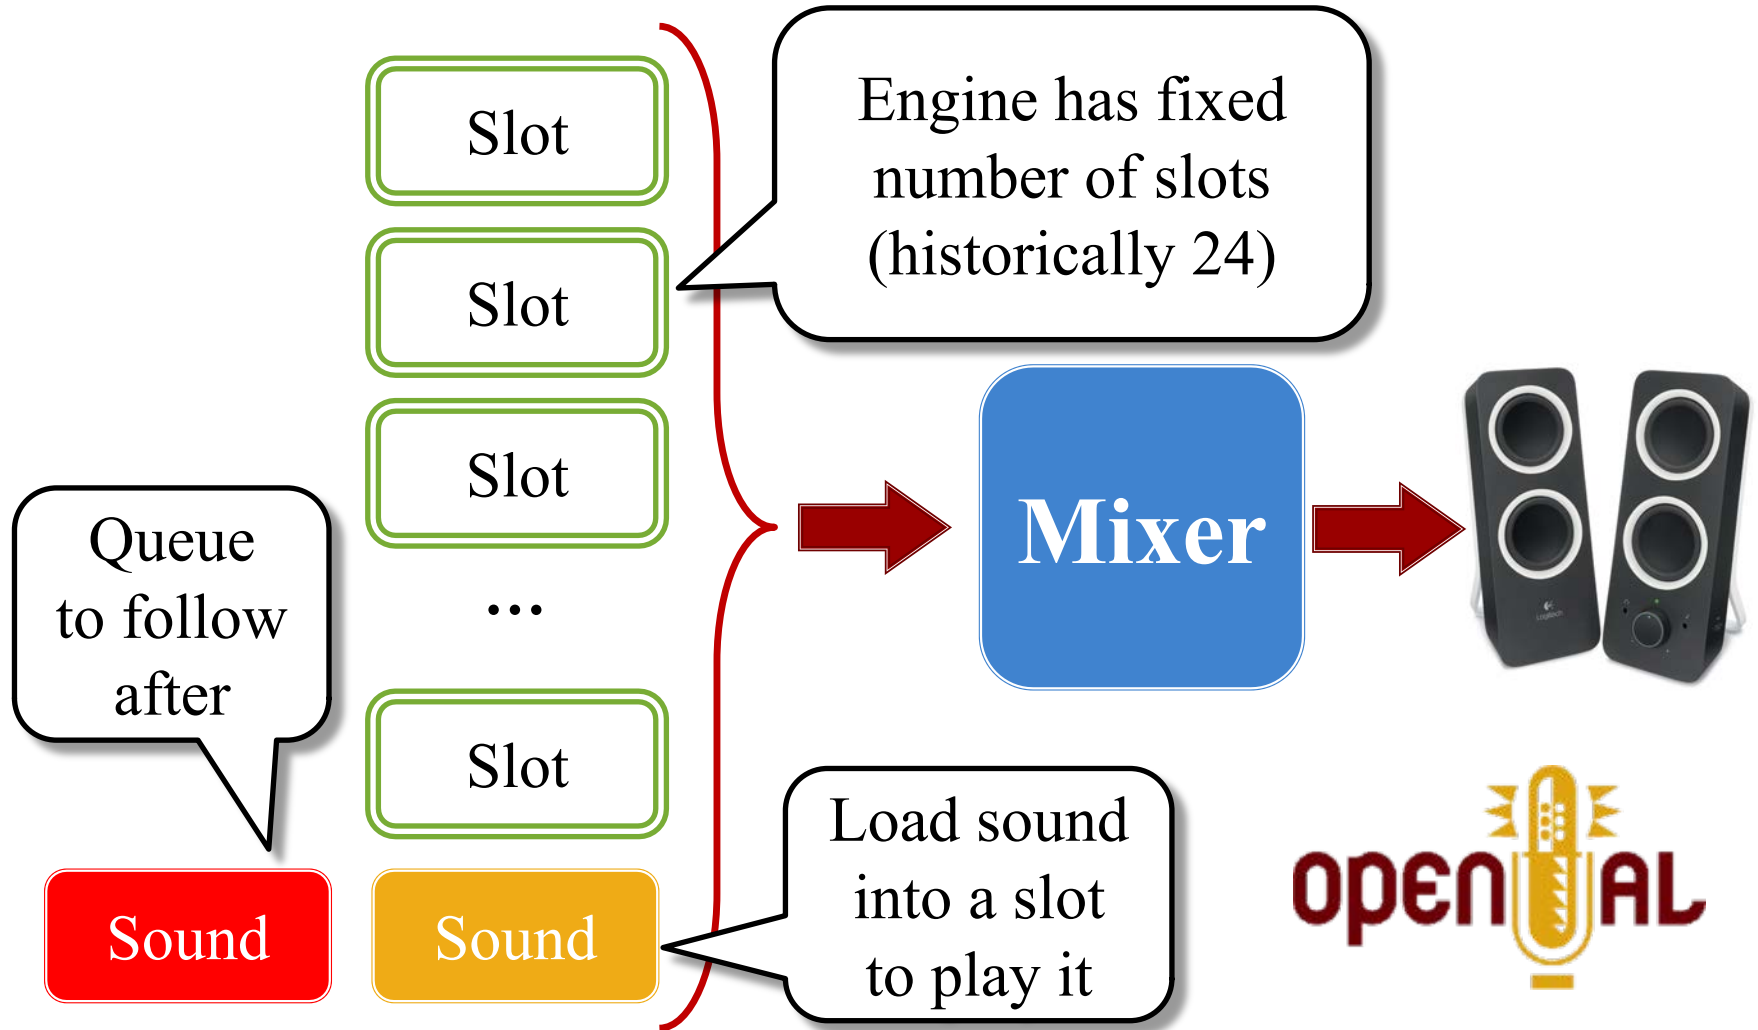 Slot
Engine has fixed
number of slots
(historically 24)
Slot
Slot
Queue
to follow
after
...
Mixer
Logitech
Slot
Load sound
into a slot
to play it
Sound
Sound
OPENAL